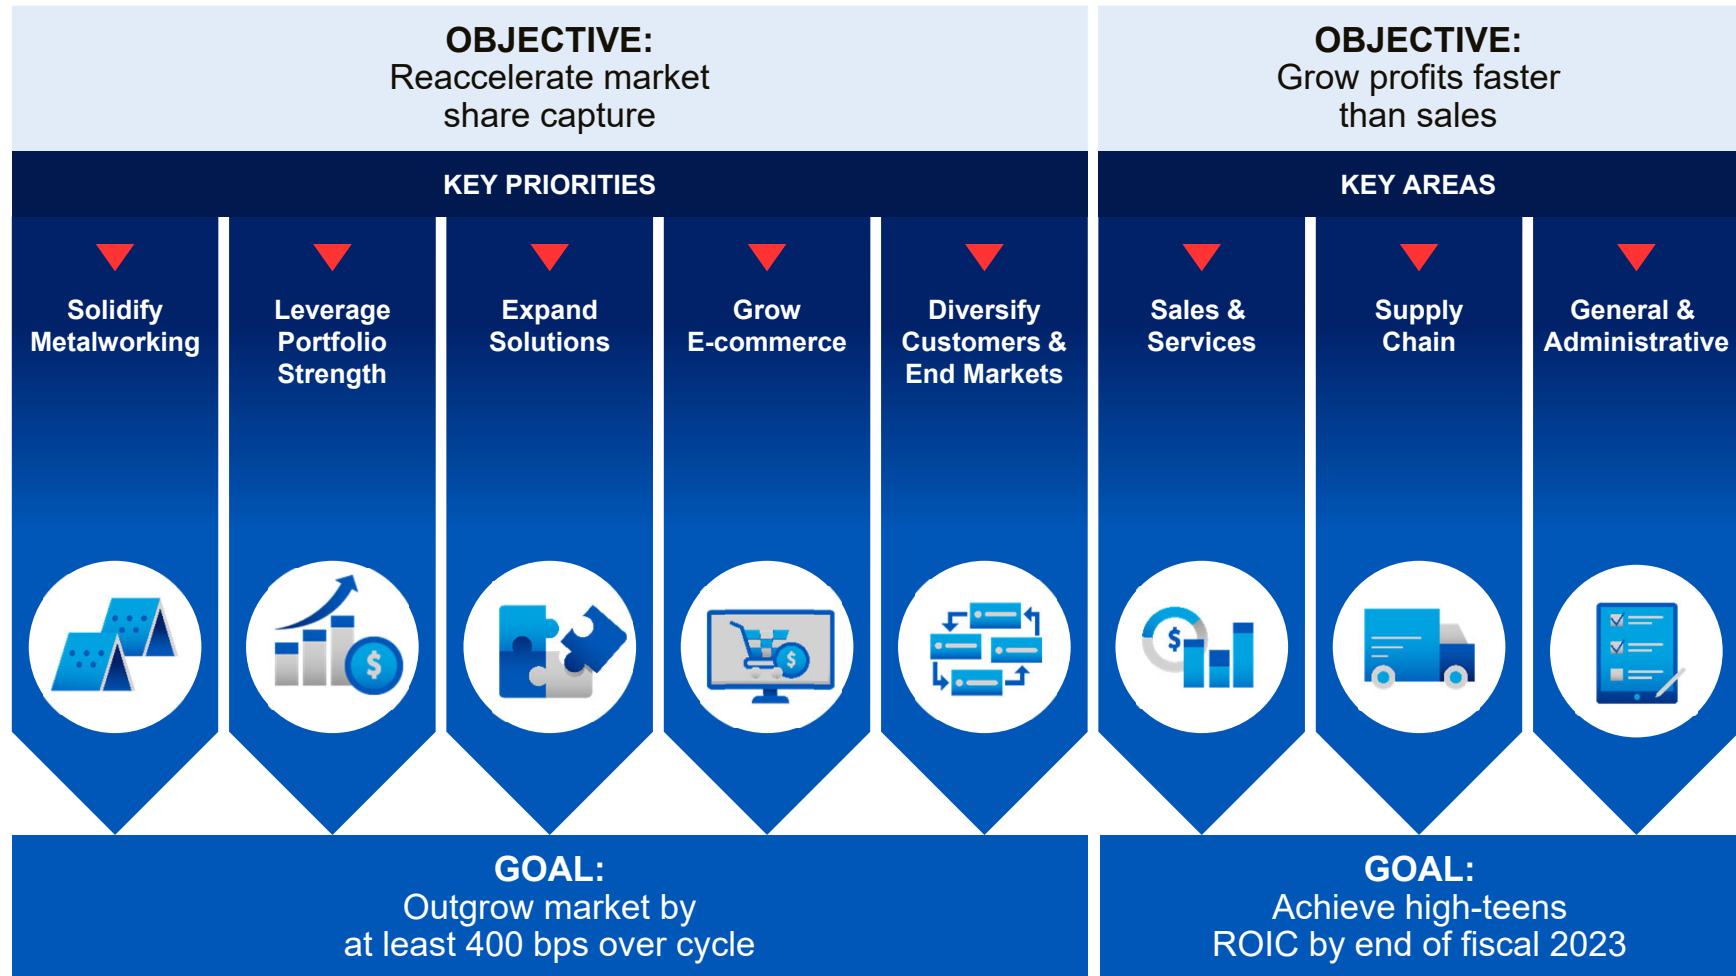 OBJECTIVE:
Reaccelerate market
share capture
KEY PRIORITIES
Solidify
Metalworking
Leverage
Portfolio
Strength
Expand
Solutions
Grow
E-commerce
Diversify
Customers &
End Markets
GOAL:
Outgrow market by
at least 400 bps over cycle
OBJECTIVE:
Grow profits faster
than sales
KEY AREAS
Sales &
Services
Supply
Chain
General &
Administrative
GOAL:
Achieve high-teens
ROIC by end of fiscal 2023